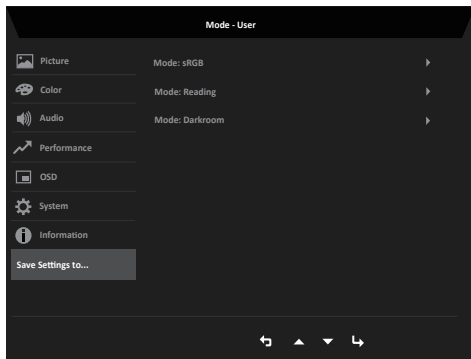 Mode - User
Picture
Color
Audio
Performance
OSD
System
Information
Save Settings to...
Mode: sRGB
Mode: Reading
Mode: Darkroom